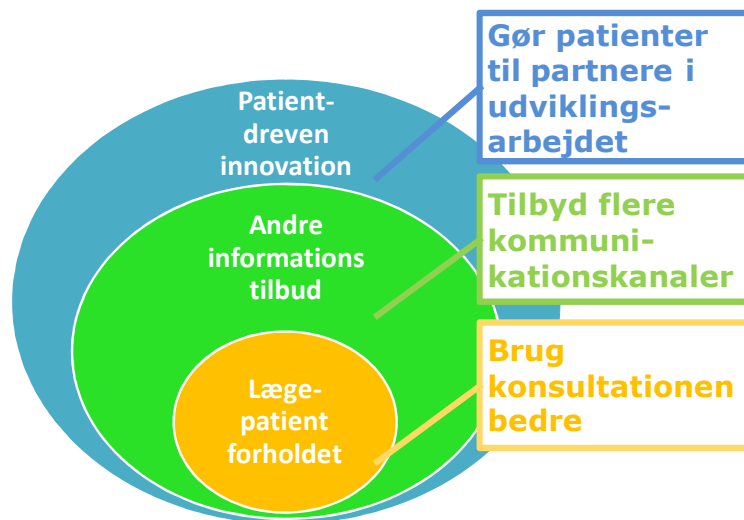 Patient-
dreven
innovation
Gør patienter
til partnere i
udviklings-
arbejdet
Andre
informations
tilbud
Tilbyd flere
kommuni-
kationskanaler
Læge-
patient
forholdet
Brug
konsultationen
bedre